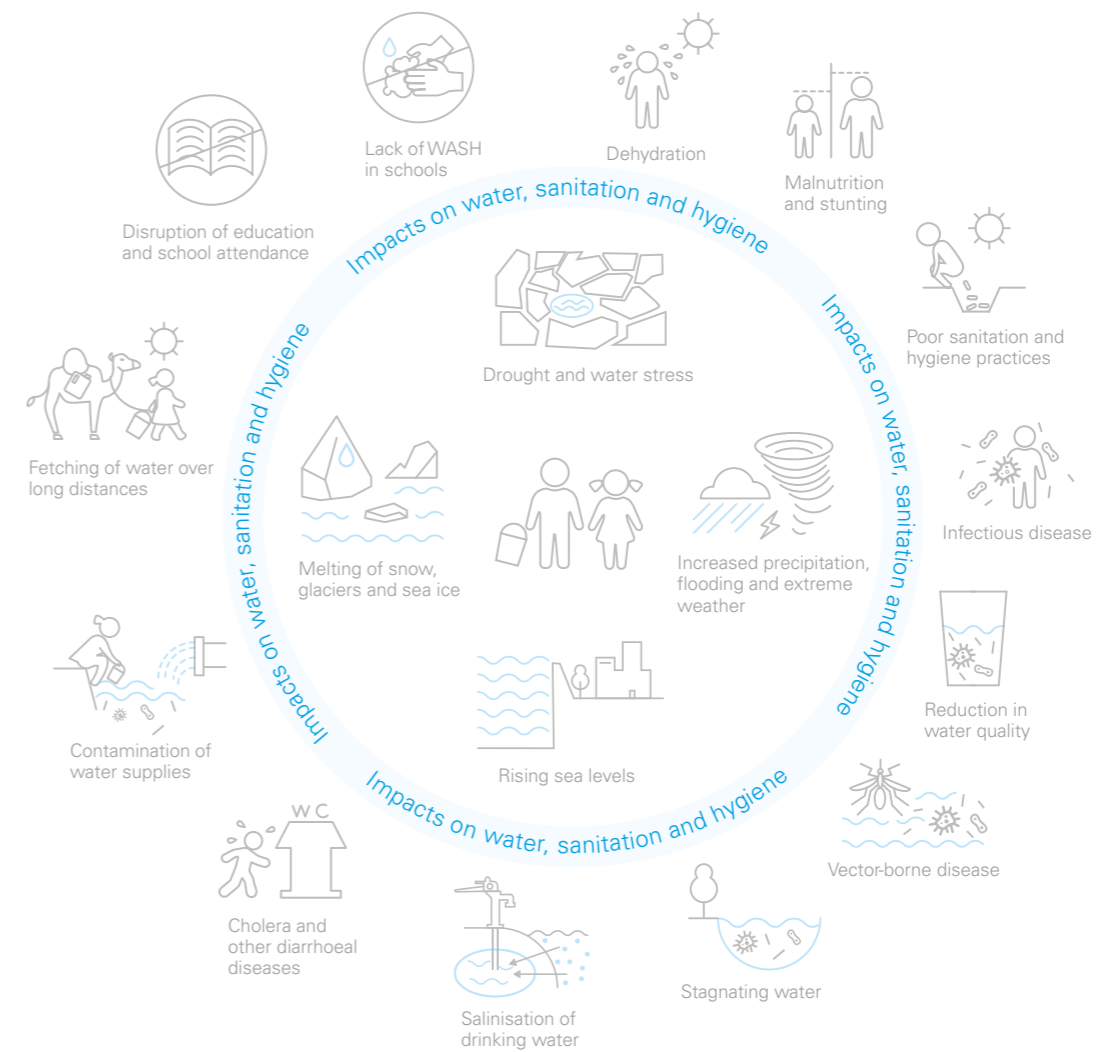 Lack of WASH
in schools
Dehydration
Malnutrition
and stunting
Disruption of education
and school attendance
Impacts on water, sanitation and hygiene
Poor sanitation and
hygiene practices
Impacts on water, sanitation and hygiene
Impacts on water, sanitation and hygiene
Drought and water stress
Fetching of water over
long distances
Infectious disease
Melting of snow,
glaciers and sea ice
Increased precipitation,
flooding and extreme
weather
Reduction in
water quality
Contamination of
water supplies
Rising sea levels
Impacts on water, sanitation and hygiene
WC
Vector-borne disease
Cholera and
other diarrhoeal
diseases
Stagnating water
Salinisation of
drinking water